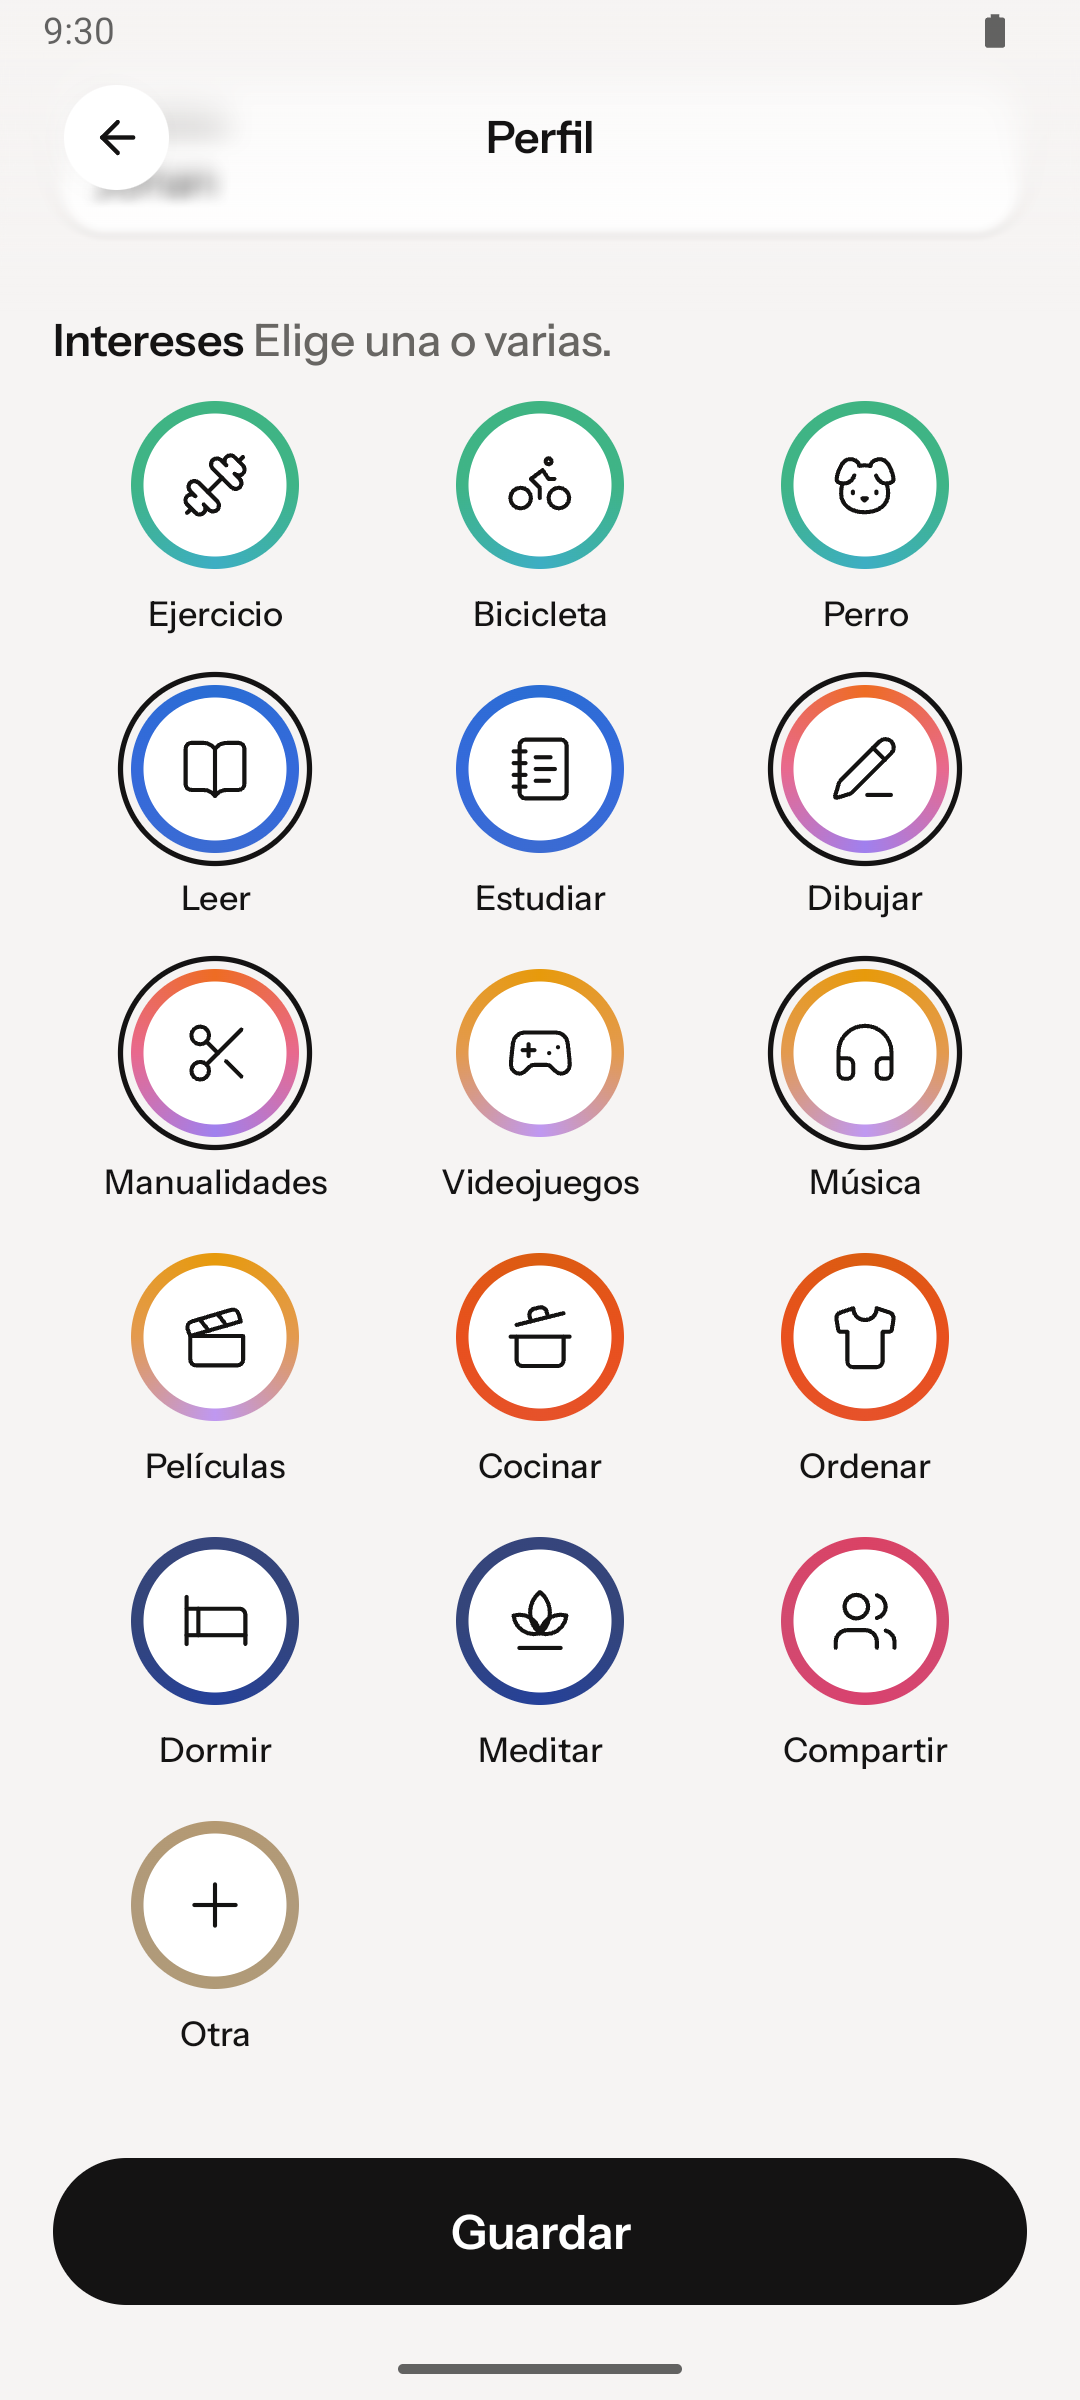 9:30
Perfil
Intereses Elige una o varias.
Ejercicio
Bicicleta
Perro
Leer
Estudiar
Dibujar
Manualidades
Videojuegos
Música
Películas
Cocinar
Ordenar
Dormir
Meditar
Compartir
Otra
Guardar